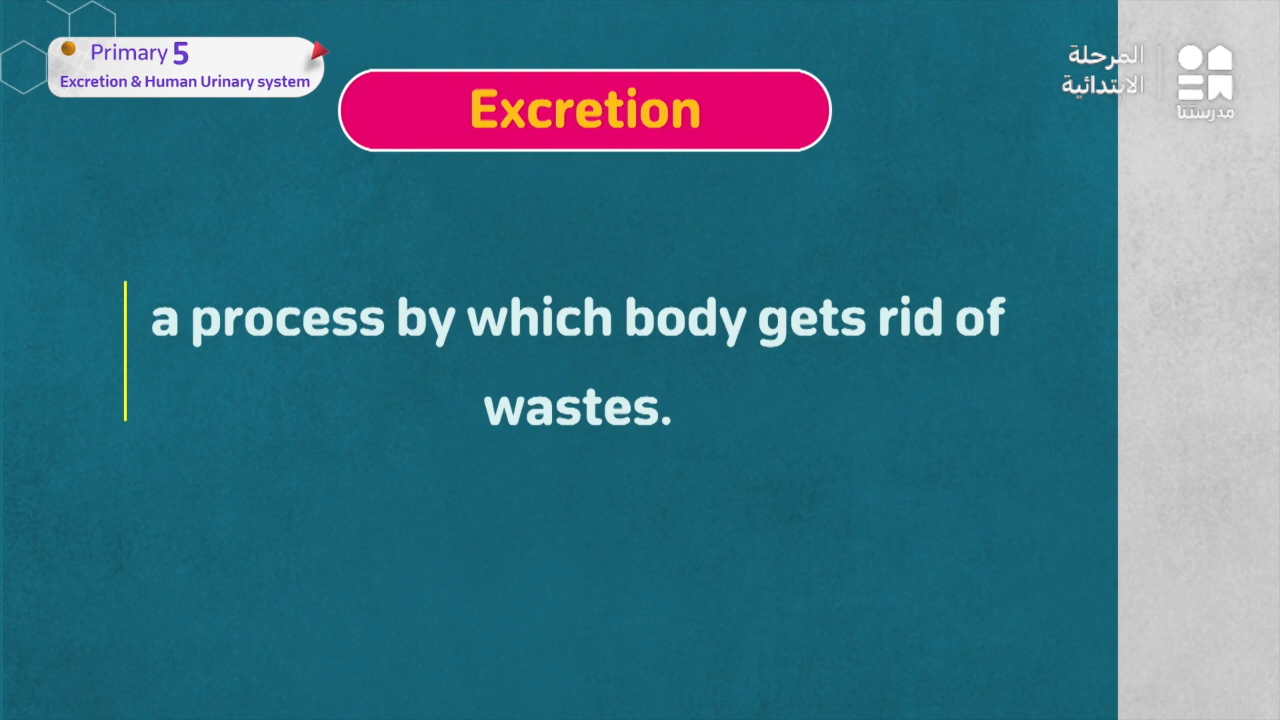 Primary 5
Excretion & Human Urinary system
المرحلة
الابتدائية
مدرستنا
Excretion
a process by which body gets rid of
wastes.